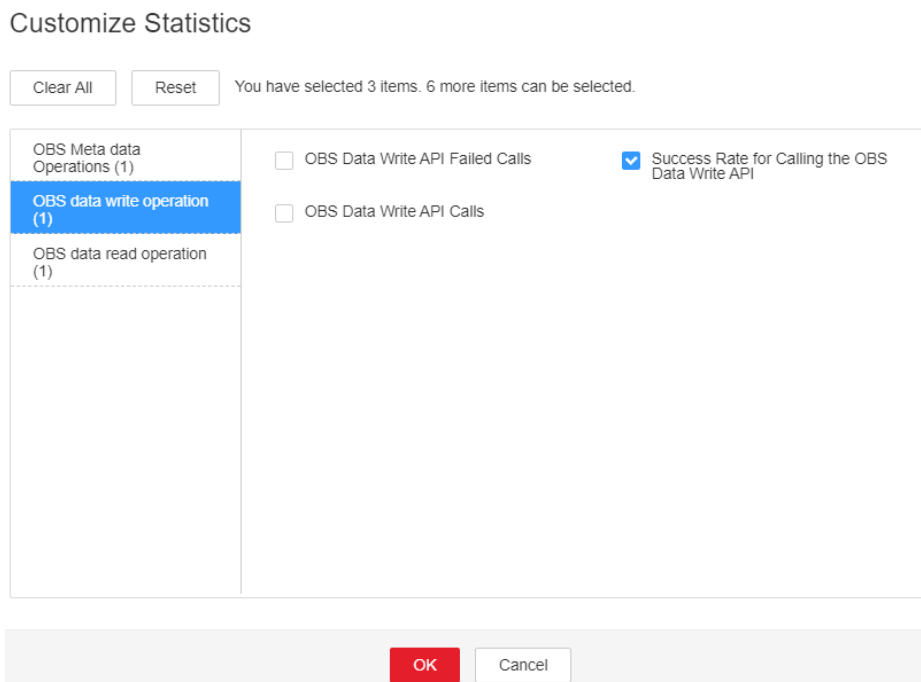 Customize Statistics
Clear All
Reset
You have selected 3 items. 6 more items can be selected.
OBS Meta data
Operations (1)
OBS data write operation
(1)
OBS data read operation
(1)
OBS Data Write API Failed Calls
Success Rate for Calling the OBS
Data Write API
OBS Data Write API Calls
OK
Cancel